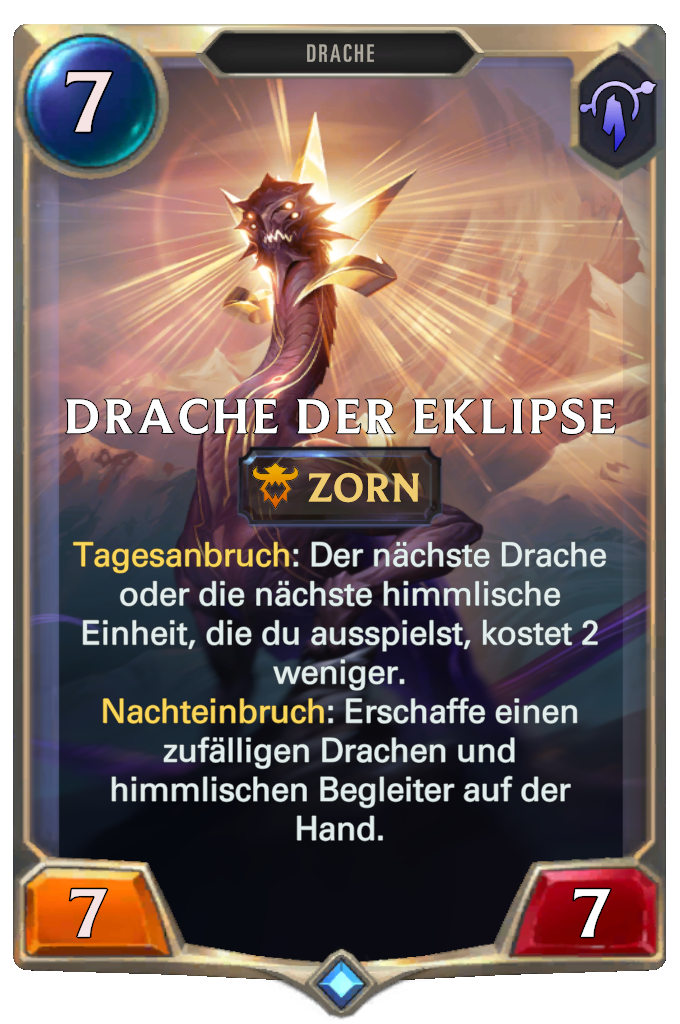 DRACHE
7
DRACHE DER EKLIPSE
ZORN
Tagesanbruch: Der nächste Drache
oder die nächste himmlische
Einheit, die du ausspielst, kostet 2
weniger.
Nachteinbruch: Erschaffe einen
zufälligen Drachen und
himmlischen Begleiter auf der
Hand.
7
7